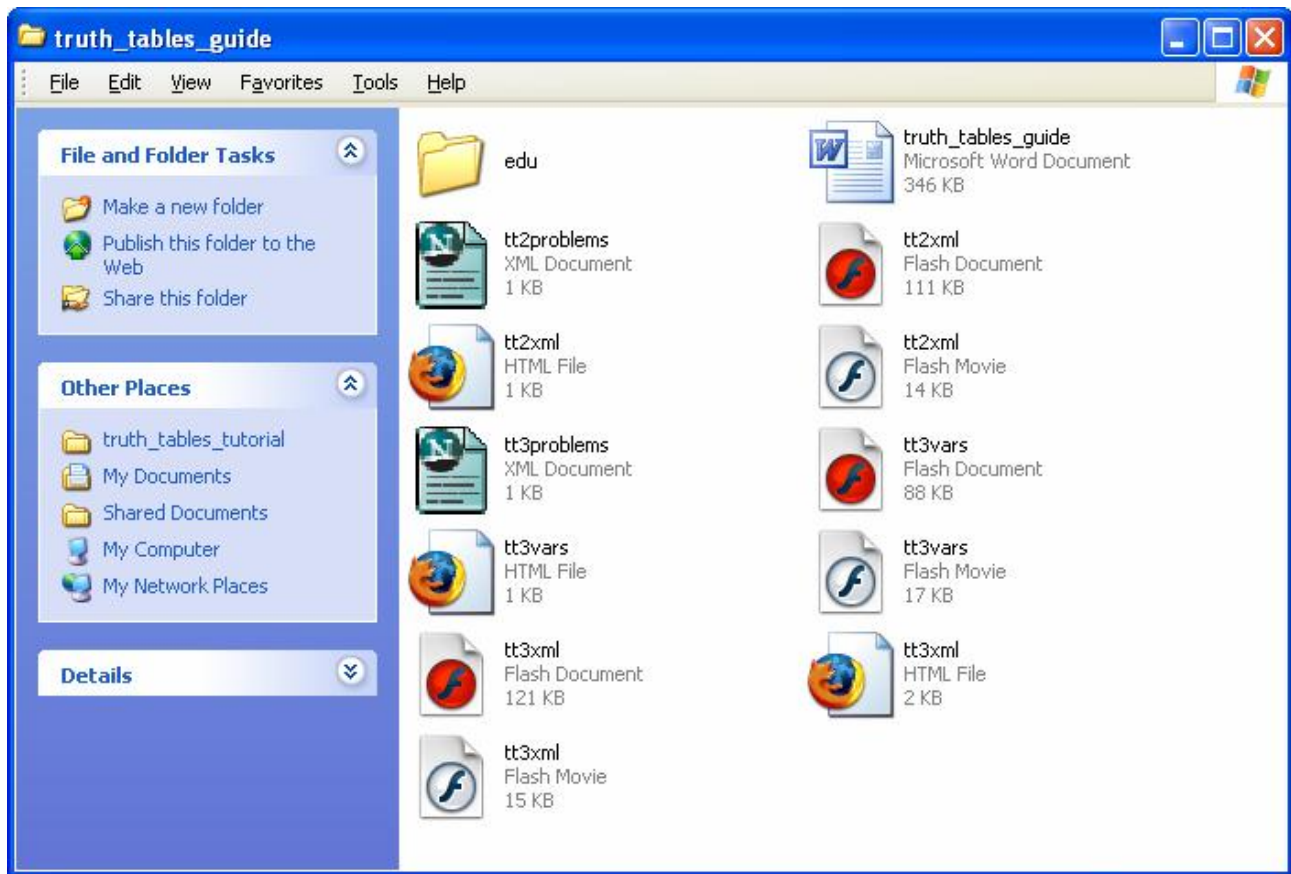 truth_tables_guide
File Edit View Favorites Tools Help
File and Folder Tasks
Make a new folder
Publish this folder to the
Web
Share this folder
Other Places
truth_tables_tutorial
My Documents
Shared Documents
My Computer
My Network Places
Details
edu
truth_tables_guide
Microsoft Word Document
346 KB
tt2problems
XML Document
1 KB
tt2xml
Flash Document
111 KB
tt2xml
HTML File
1 KB
tt2xml
Flash Movie
14 KB
tt3problems
XML Document
1 KB
tt3vars
Flash Document
88 KB
tt3vars
HTML File
1 KB
tt3vars
Flash Movie
17 KB
tt3xml
Flash Document
121 KB
tt3xml
HTML File
2 KB
tt3xml
Flash Movie
15 KB